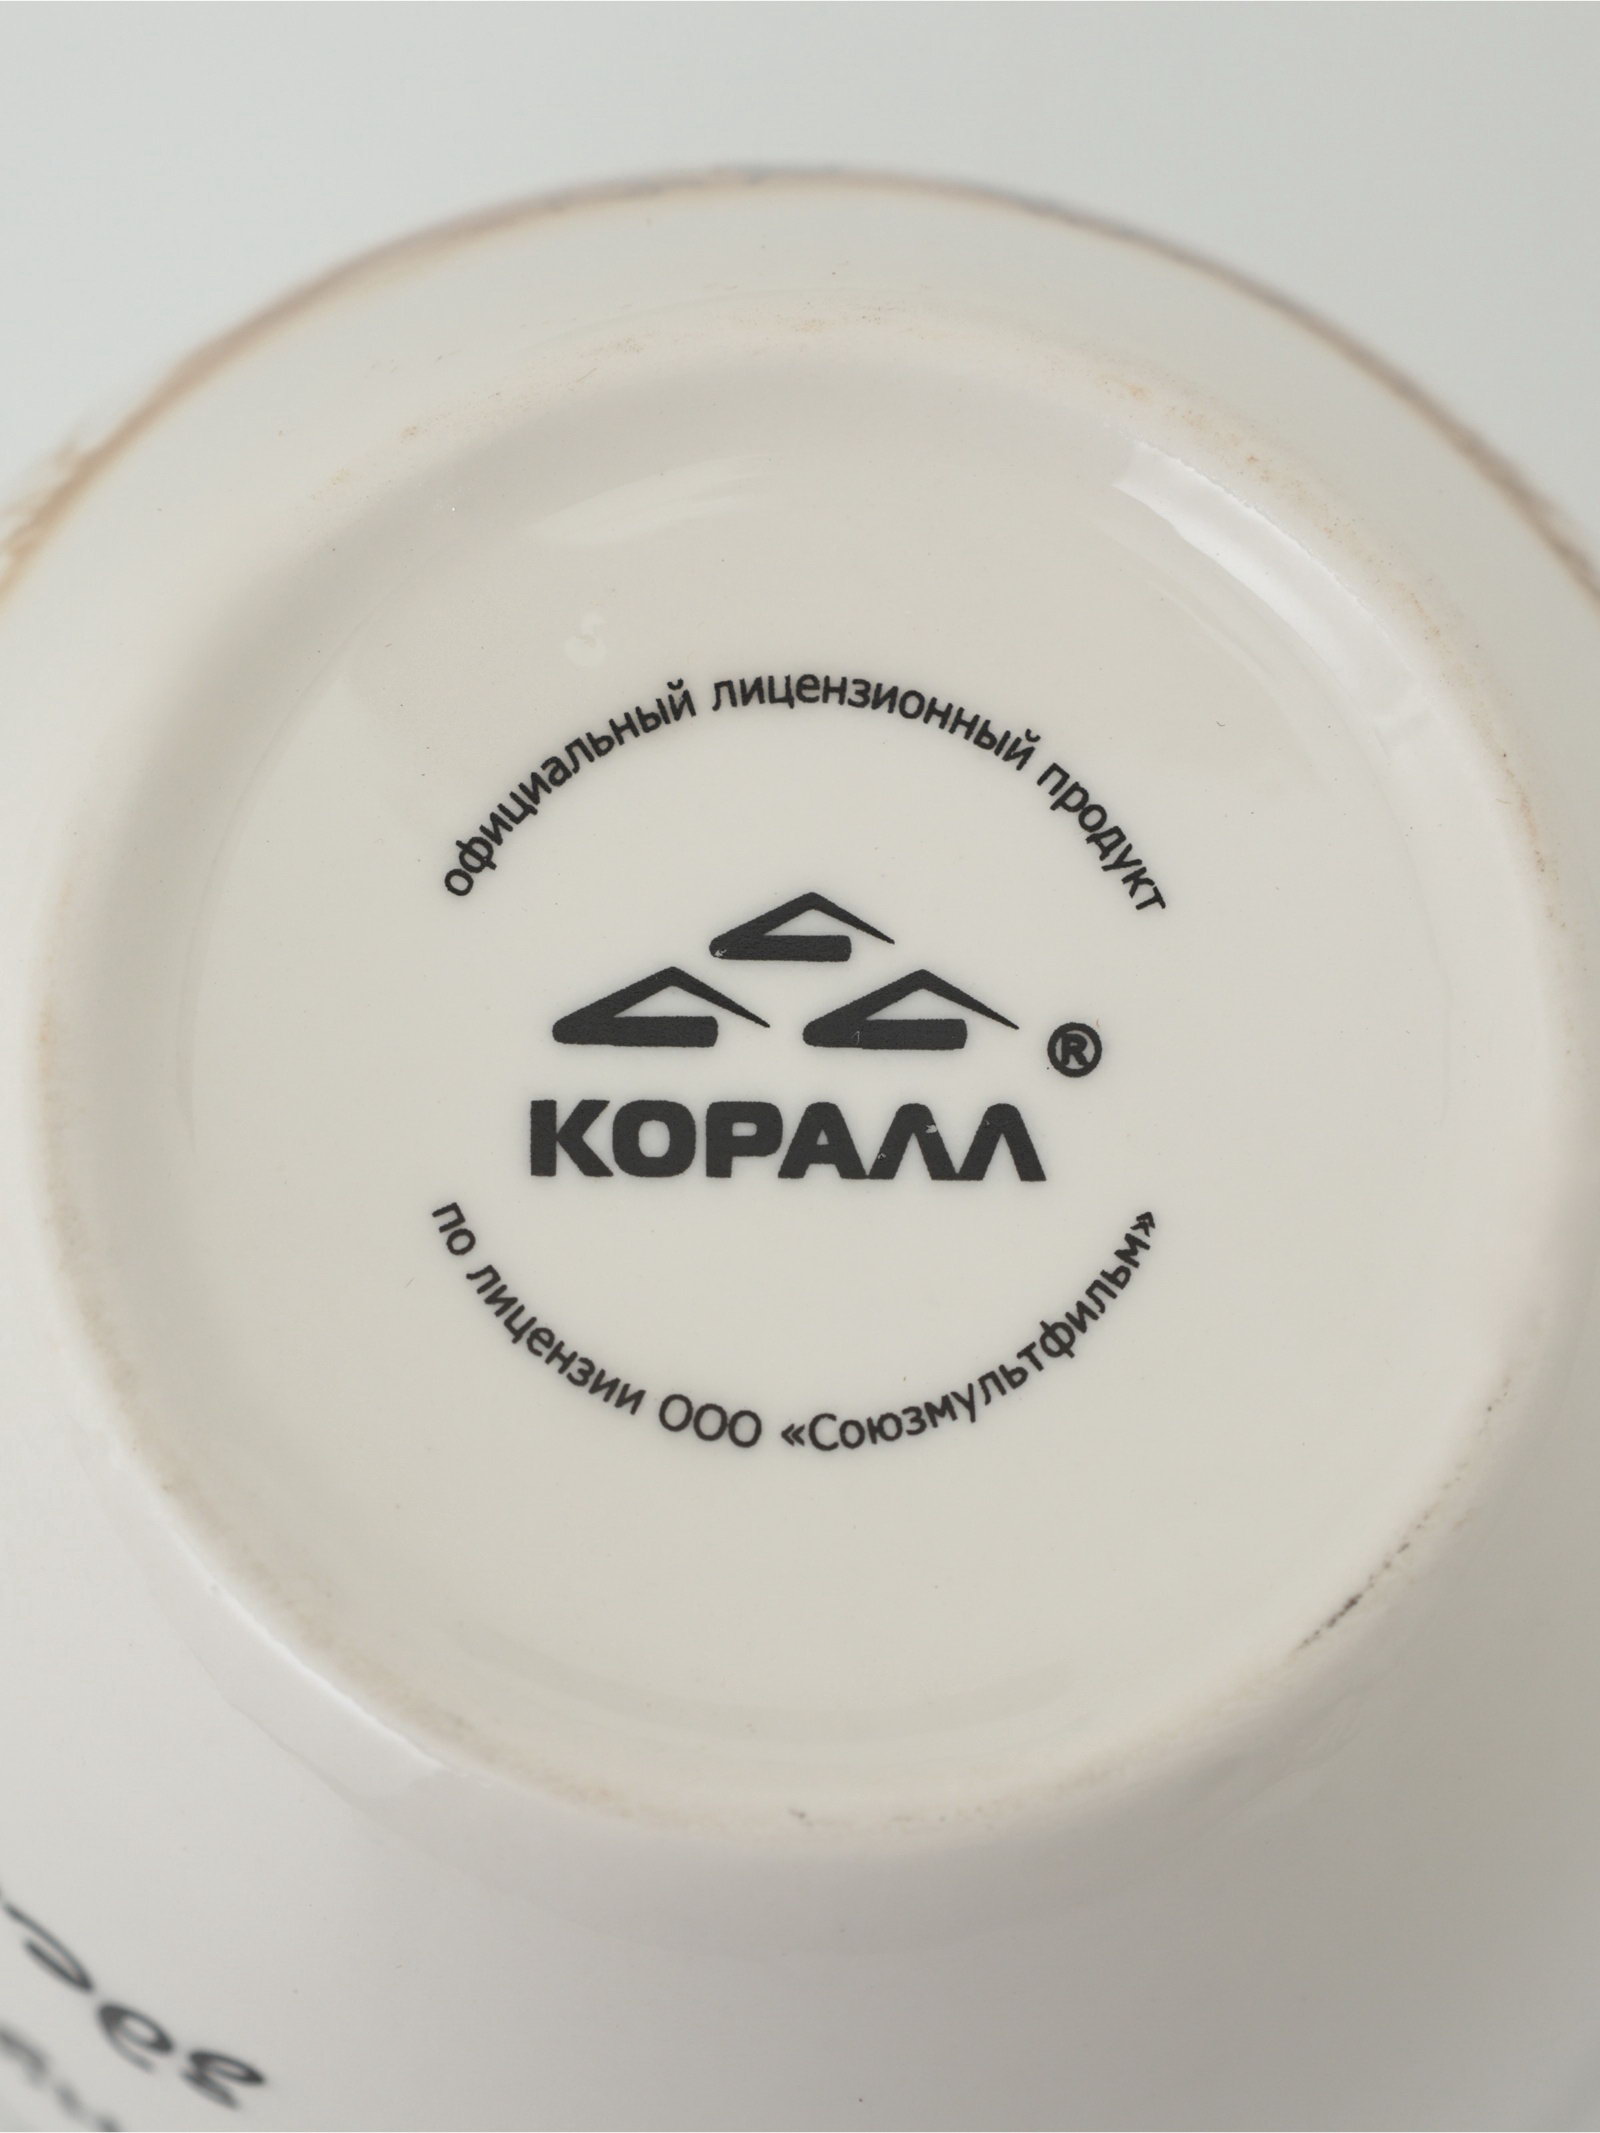 официальный лицензионный продукт
®
КОРАЛЛ
по лицензии ООО «Союзмультфильм»